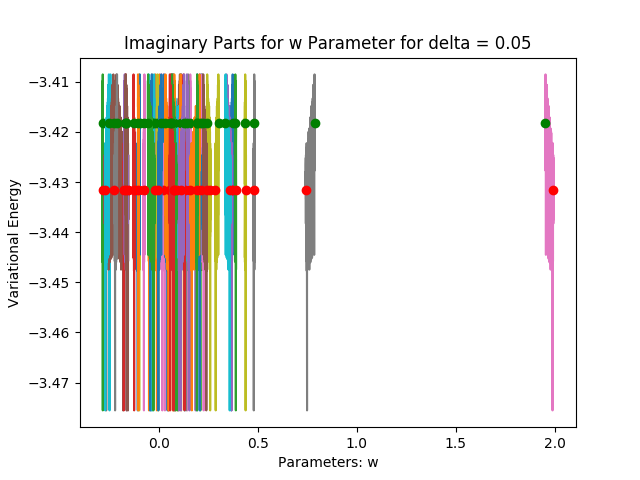 Imaginary Parts for w Parameter for delta = 0.05
−3.41
−3.42
−3.43
−3.44
−3.45
−3.46
−3.47
Variational Energy
0.0 0.5 1.0 1.5 2.0
Parameters: w